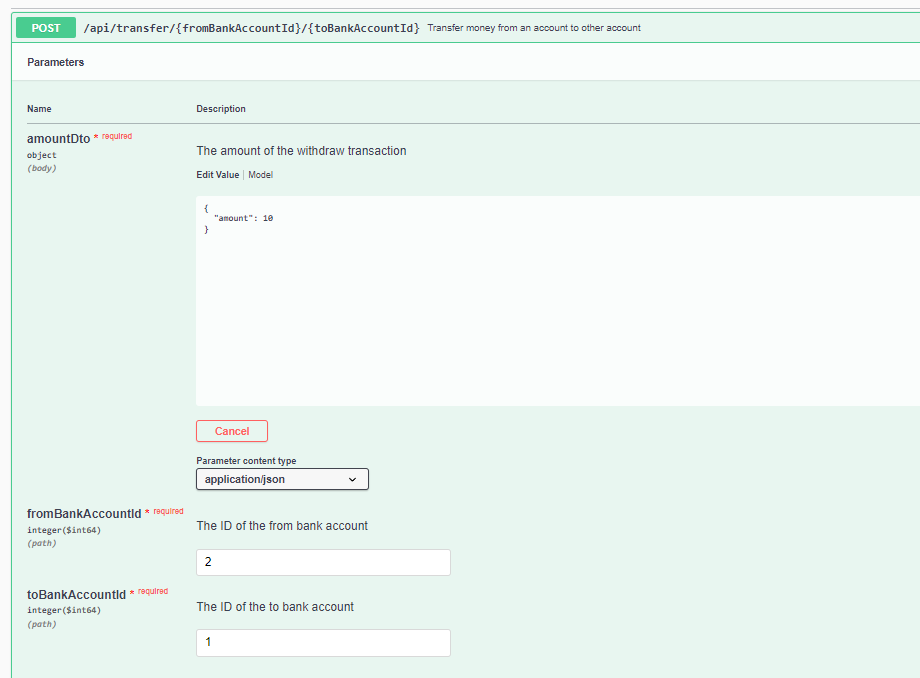 POST /api/transfer/{fromBankAccountId}/{toBankAccountId} Transfer money from an account to other account
Parameters
Name Description
amountDto * required
object
(body)
The amount of the withdraw transaction
Edit Value | Model
{
"amount": 10
}
Cancel
Parameter content type
application/json
fromBankAccountId * required
integer($int64)
(path)
The ID of the from bank account
2
toBankAccountId * required
integer($int64)
(path)
The ID of the to bank account
1